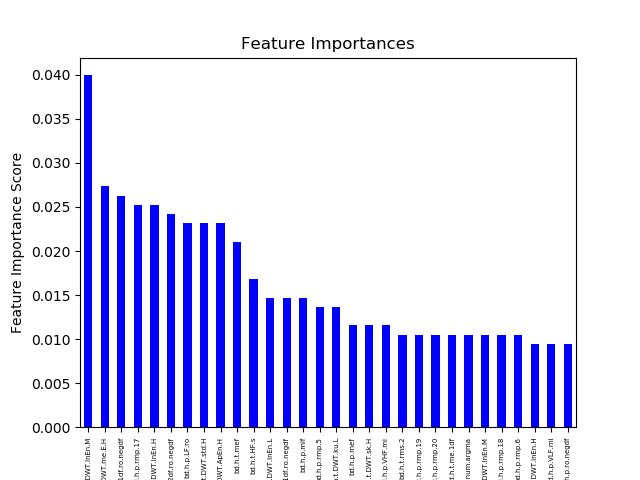 Feature Importances
Feature Importance Score
0.040
0.035
0.030
0.025
0.020
0.015
0.010
0.005
0.000
DWT.lnEn.M
DWT.me.E.H
1df.ro.negdf
.h.p.rmp.17
DWT.lnEn.H
2df.ro.negdf
bd.h.p.LF.ro
t.DWT.std.H
DWT.ApEn.H
bd.h.t.mef
bd.h.t.HF.s
.DWT.lnEn.L
1df.ro.negdf
bd.h.p.mif
d.h.p.rmp.5
t.DWT.ku.L
bd.h.p.mef
.t.DWT.sk.H
.h.p.VHF.mi
bd.h.t.rms.2
.h.p.rmp.19
.h.p.rmp.20
d.h.t.me.1df
num.argma
DWT.lnEn.M
.h.p.rmp.18
d.h.p.rmp.6
DWT.lnEn.H
d.h.p.VLF.mi
h.p.ro.negdf